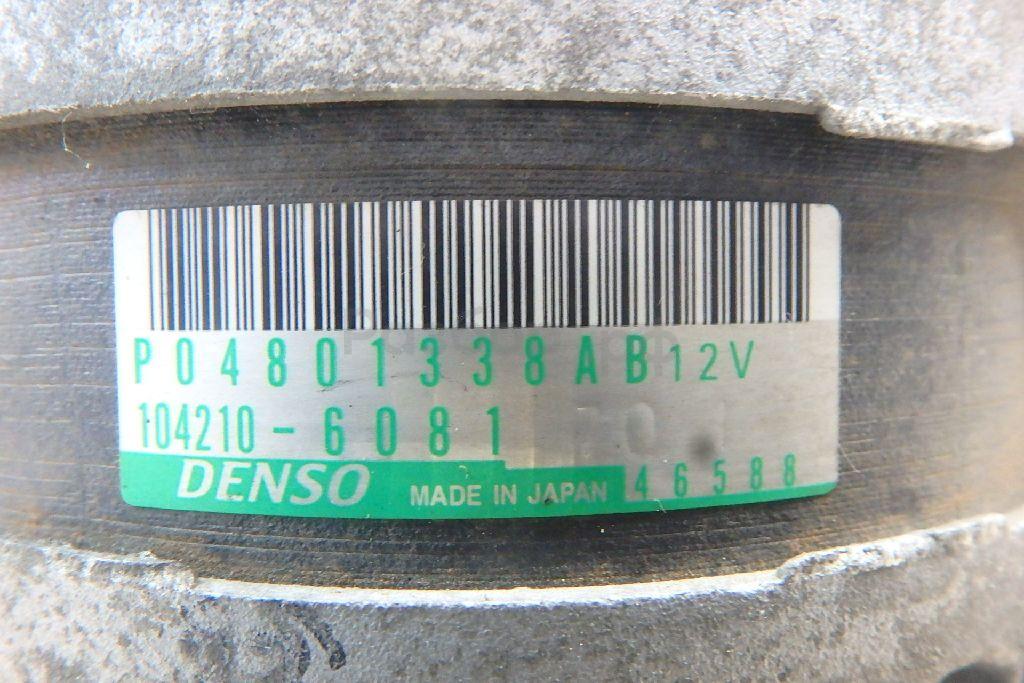 P04801338AB 12V
104210-6081
DENSO MADE IN JAPAN 46588